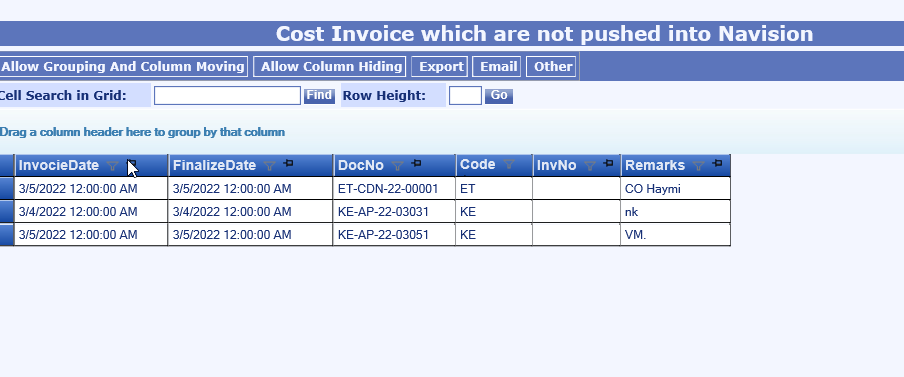 Cost Invoice which are not pushed into Navision
Allow Grouping And Column Moving Allow Column Hiding Export Email Other
Cell Search in Grid: Find Row Height: Go
Drag a column header here to group by that column
InvocieDate FinalizeDate DocNo Code InvNo Remarks
3/5/2022 12:00:00 AM 3/5/2022 12:00:00 AM ET-CDN-22-00001 ET CO Haymi
3/4/2022 12:00:00 AM 3/4/2022 12:00:00 AM KE-AP-22-03031 KE nk
3/5/2022 12:00:00 AM 3/5/2022 12:00:00 AM KE-AP-22-03051 KE VM.